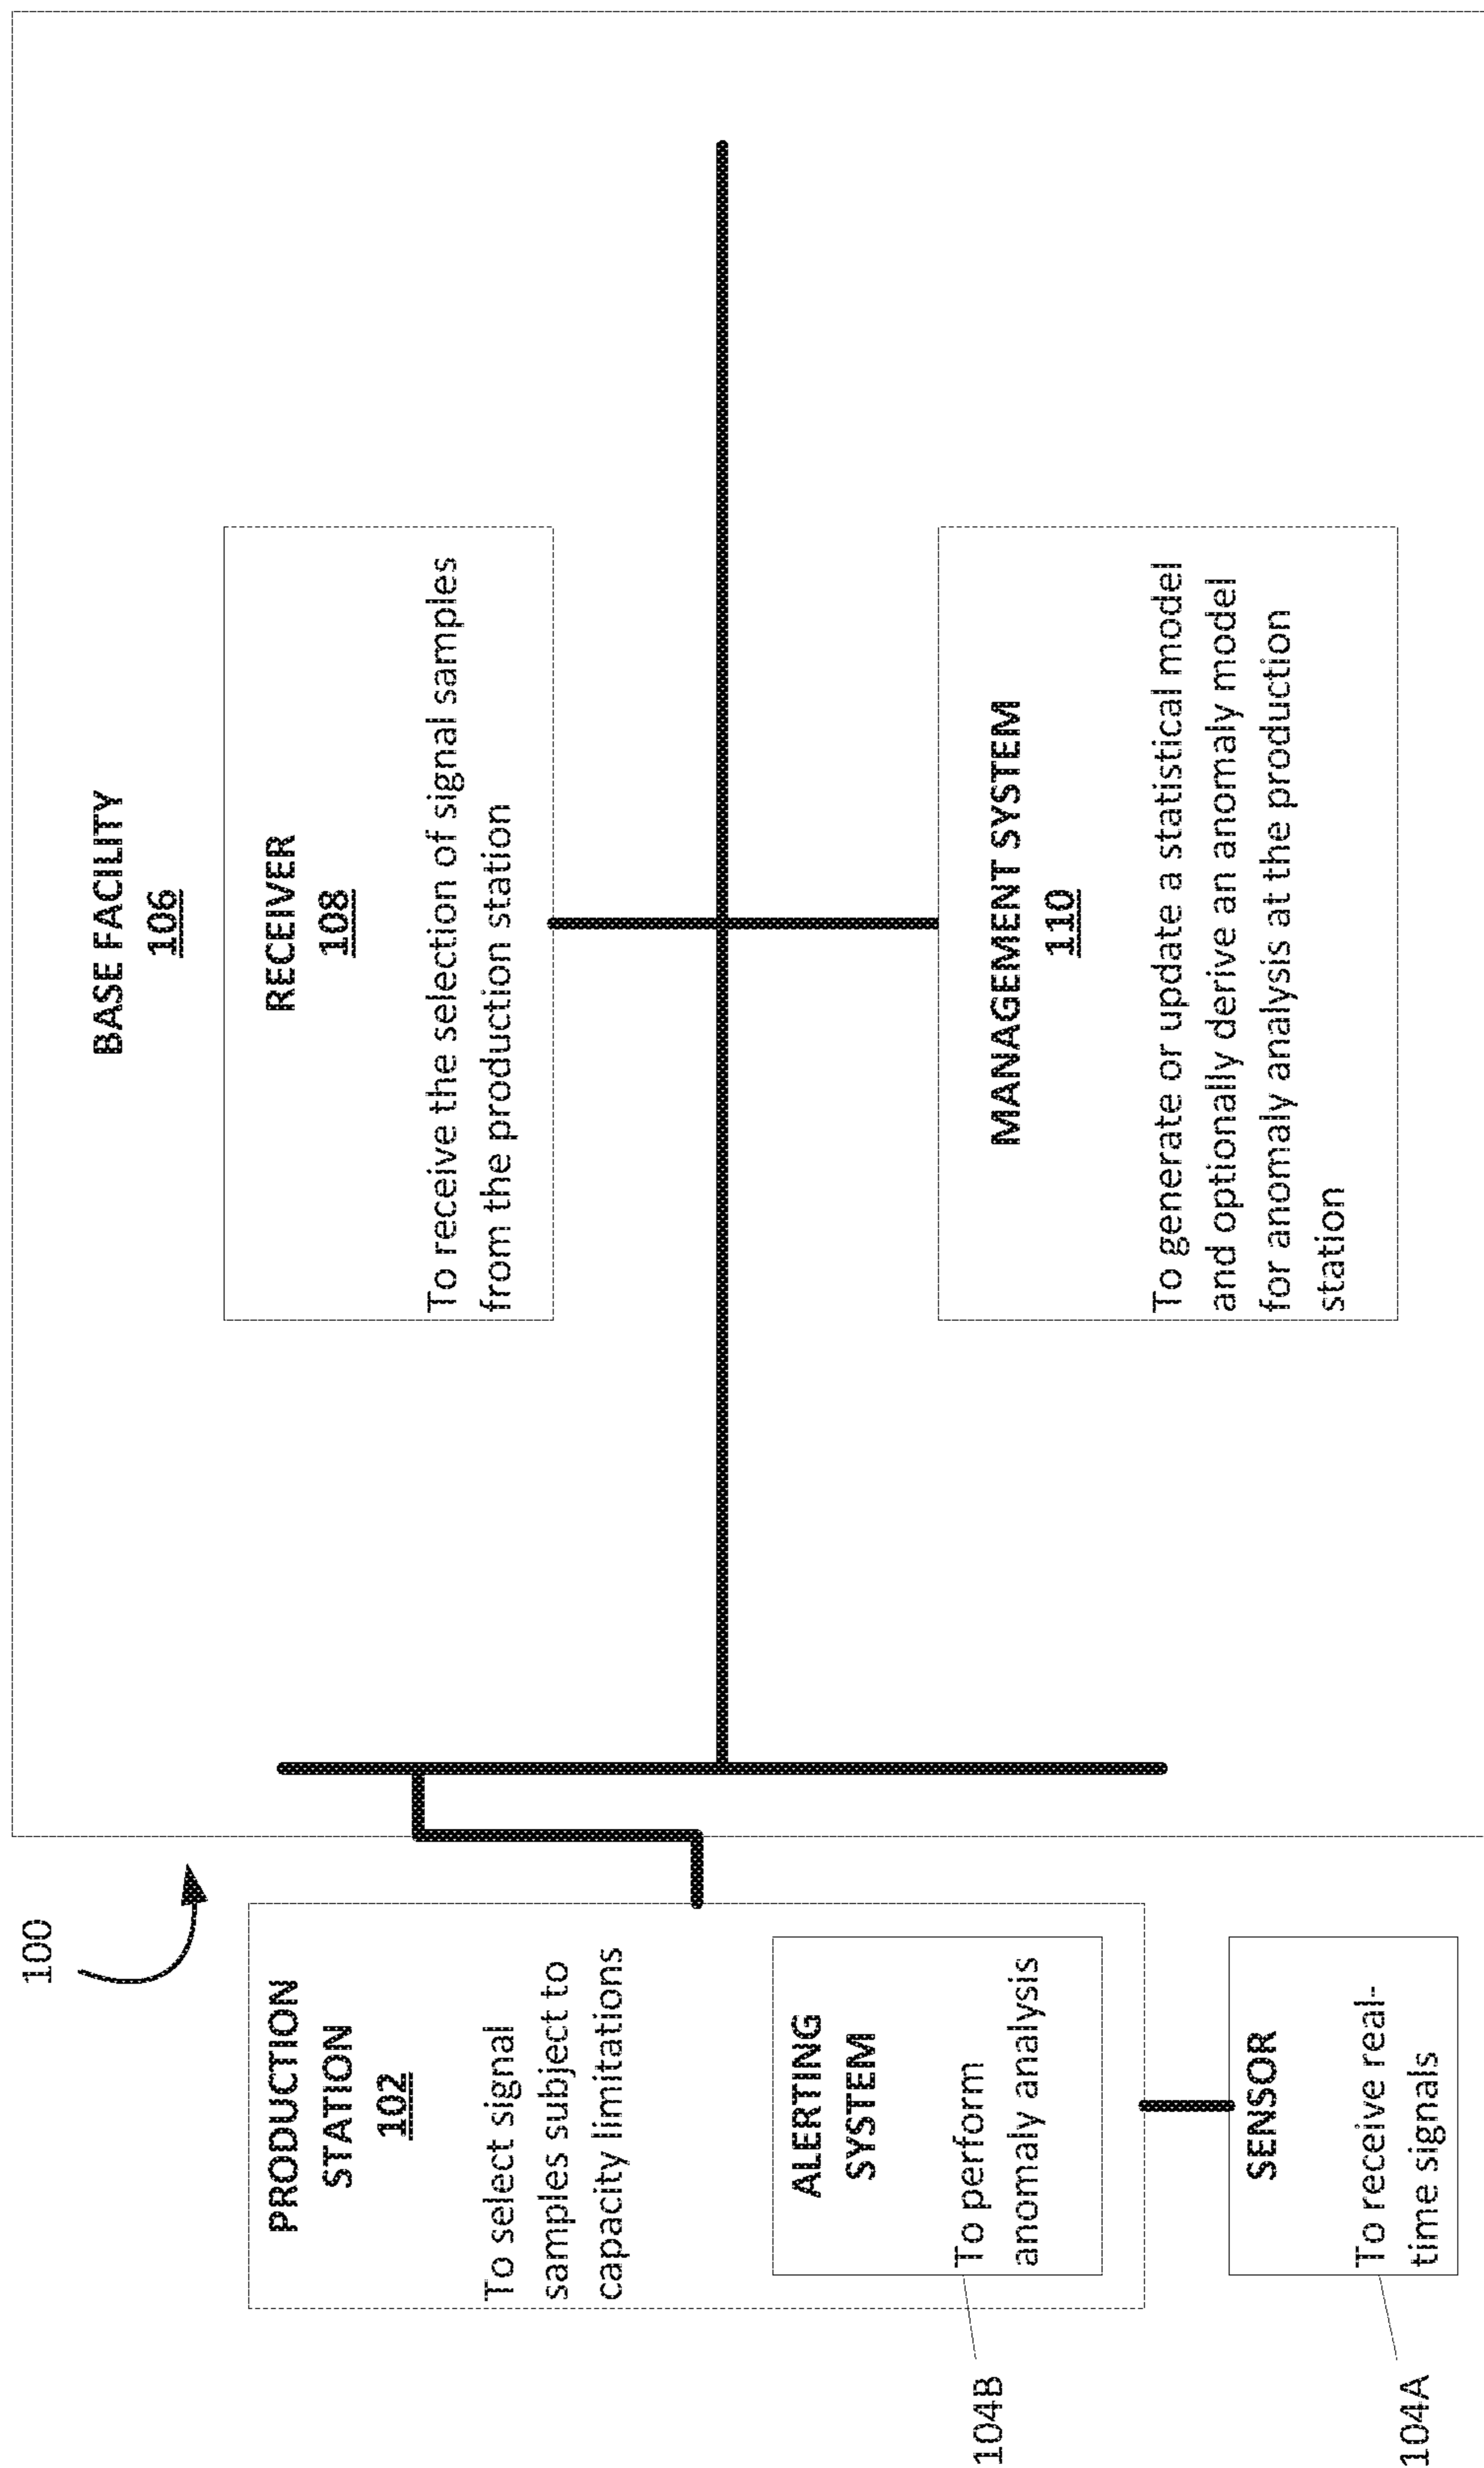 100
PRODUCTION
STATION
102
To select signal
samples subject to
capacity limitations
ALERTING
SYSTEM
To perform
anomaly analysis
104B
SENSOR
To receive real-
time signals
104A
BASE FACILITY
106
RECEIVER
108
To receive the selection of signal samples
from the production station
MANAGEMENT SYSTEM
110
To generate or update a statistical model
and optionally derive an anomaly model
for anomaly analysis at the production
station